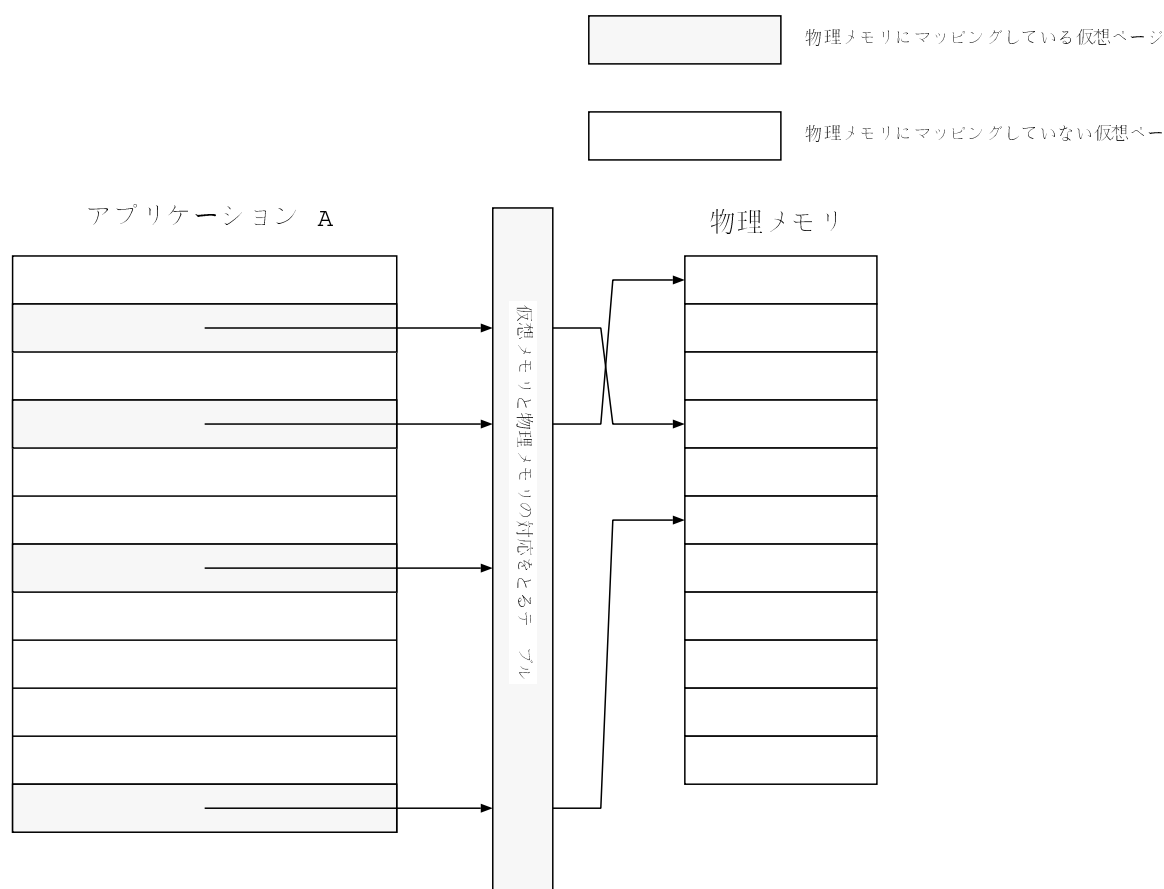 物理メモリにマッピングしている仮想ページ
物理メモリにマッピングしていない仮想ペー
アプリケーション A
物理メモリ
仮想メモリと物理メモリの対応をとるテーブル